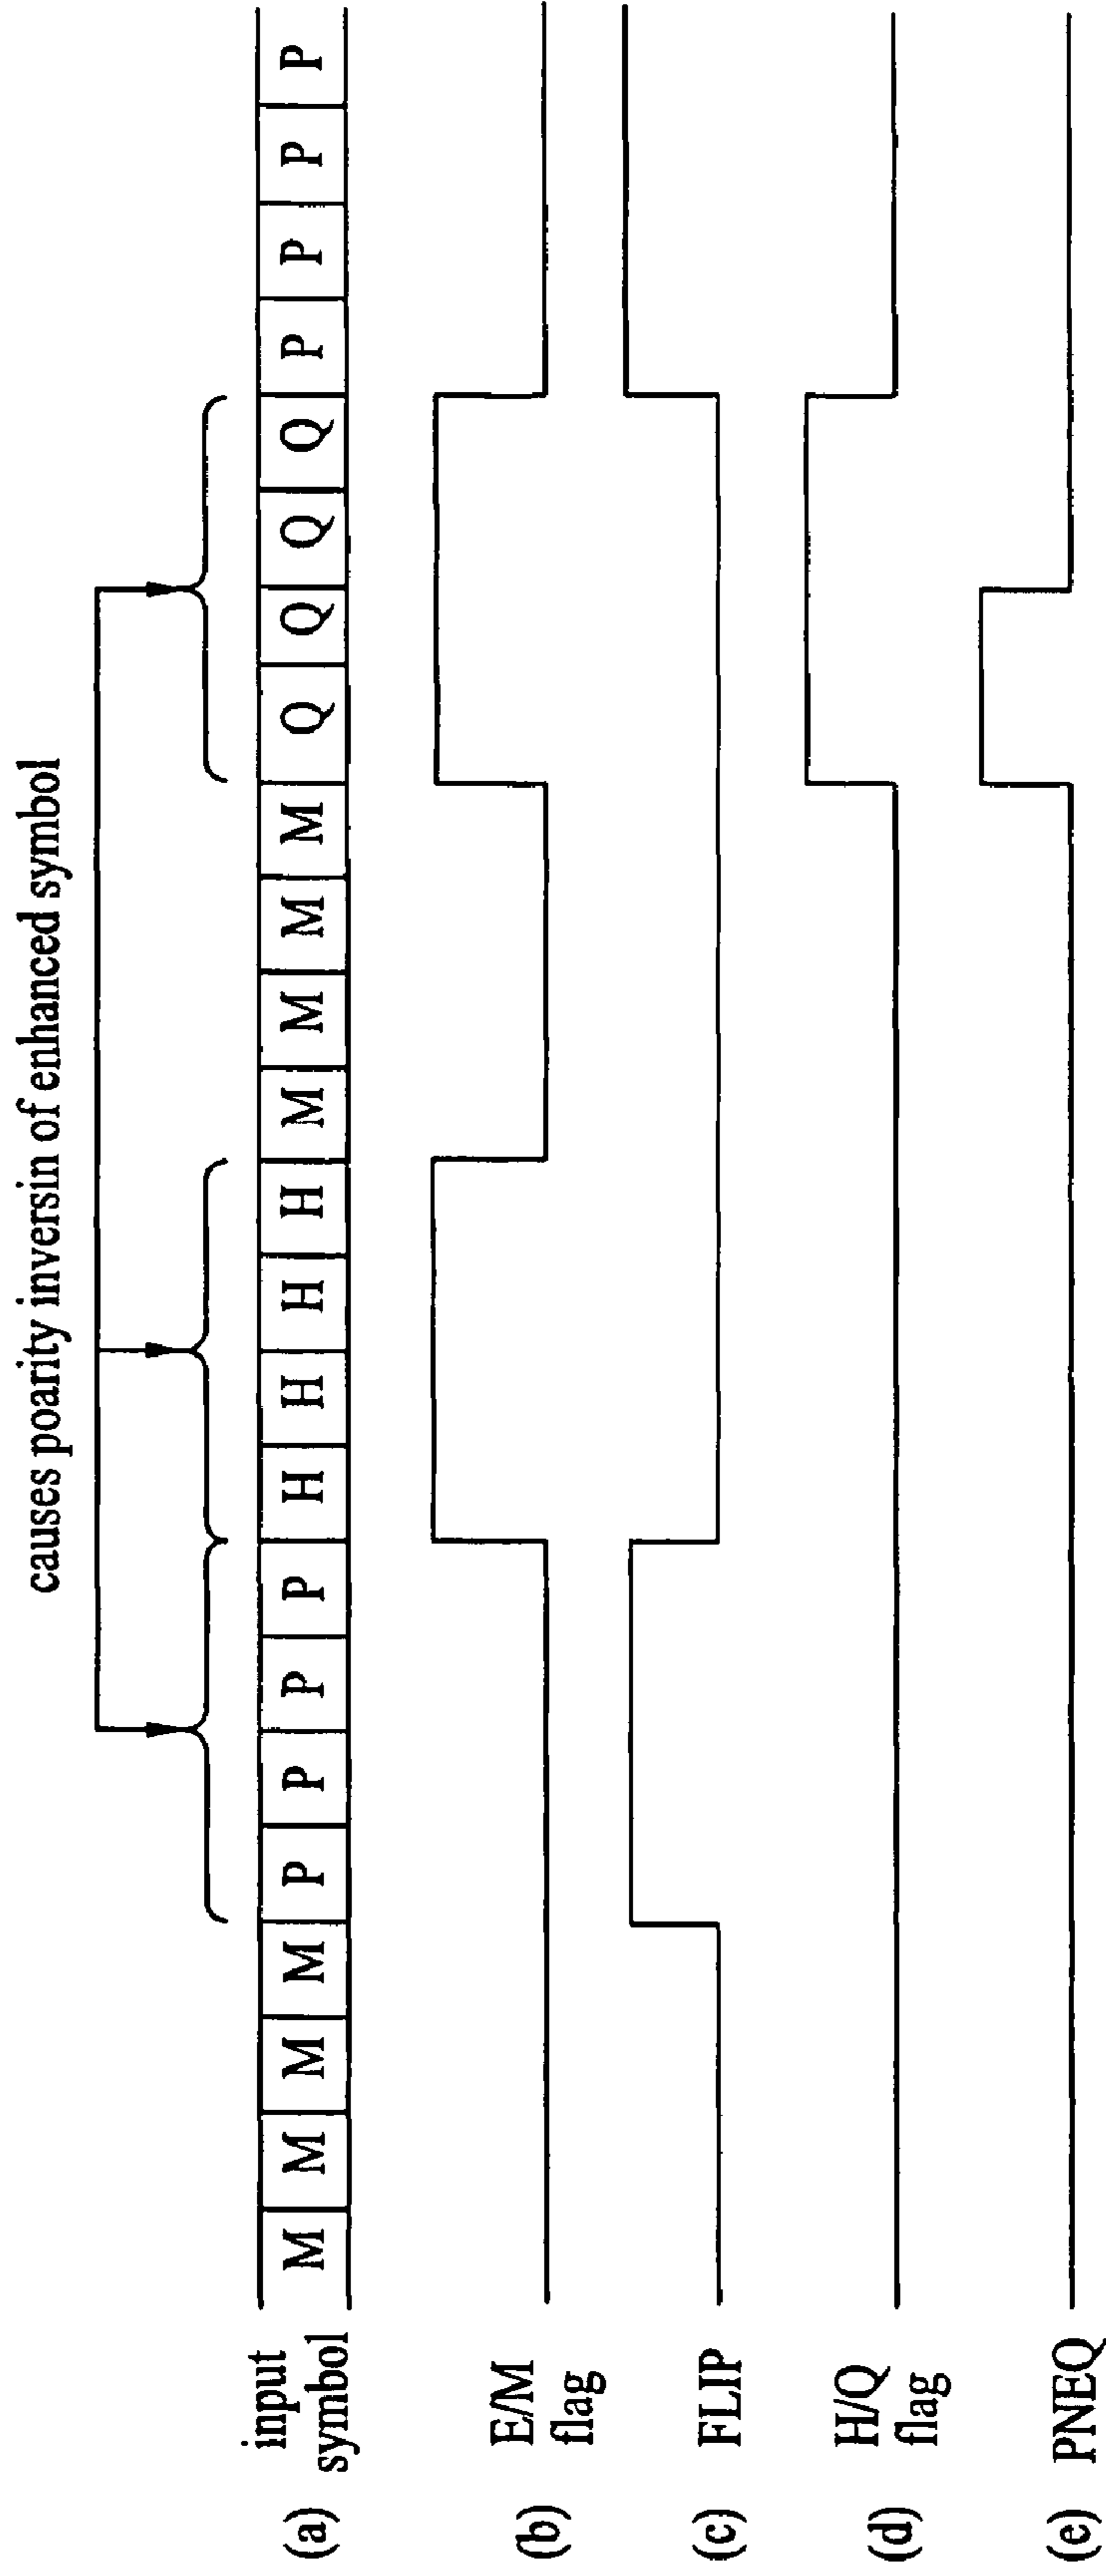 causes poarity inversin of enhanced symbol
(a) input
symbol
M M M M P P P P H H H H M M M M Q Q Q Q P P P P
(b) E/M
flag
(c) FLIP
(d) H/Q
flag
(e) PNEQ